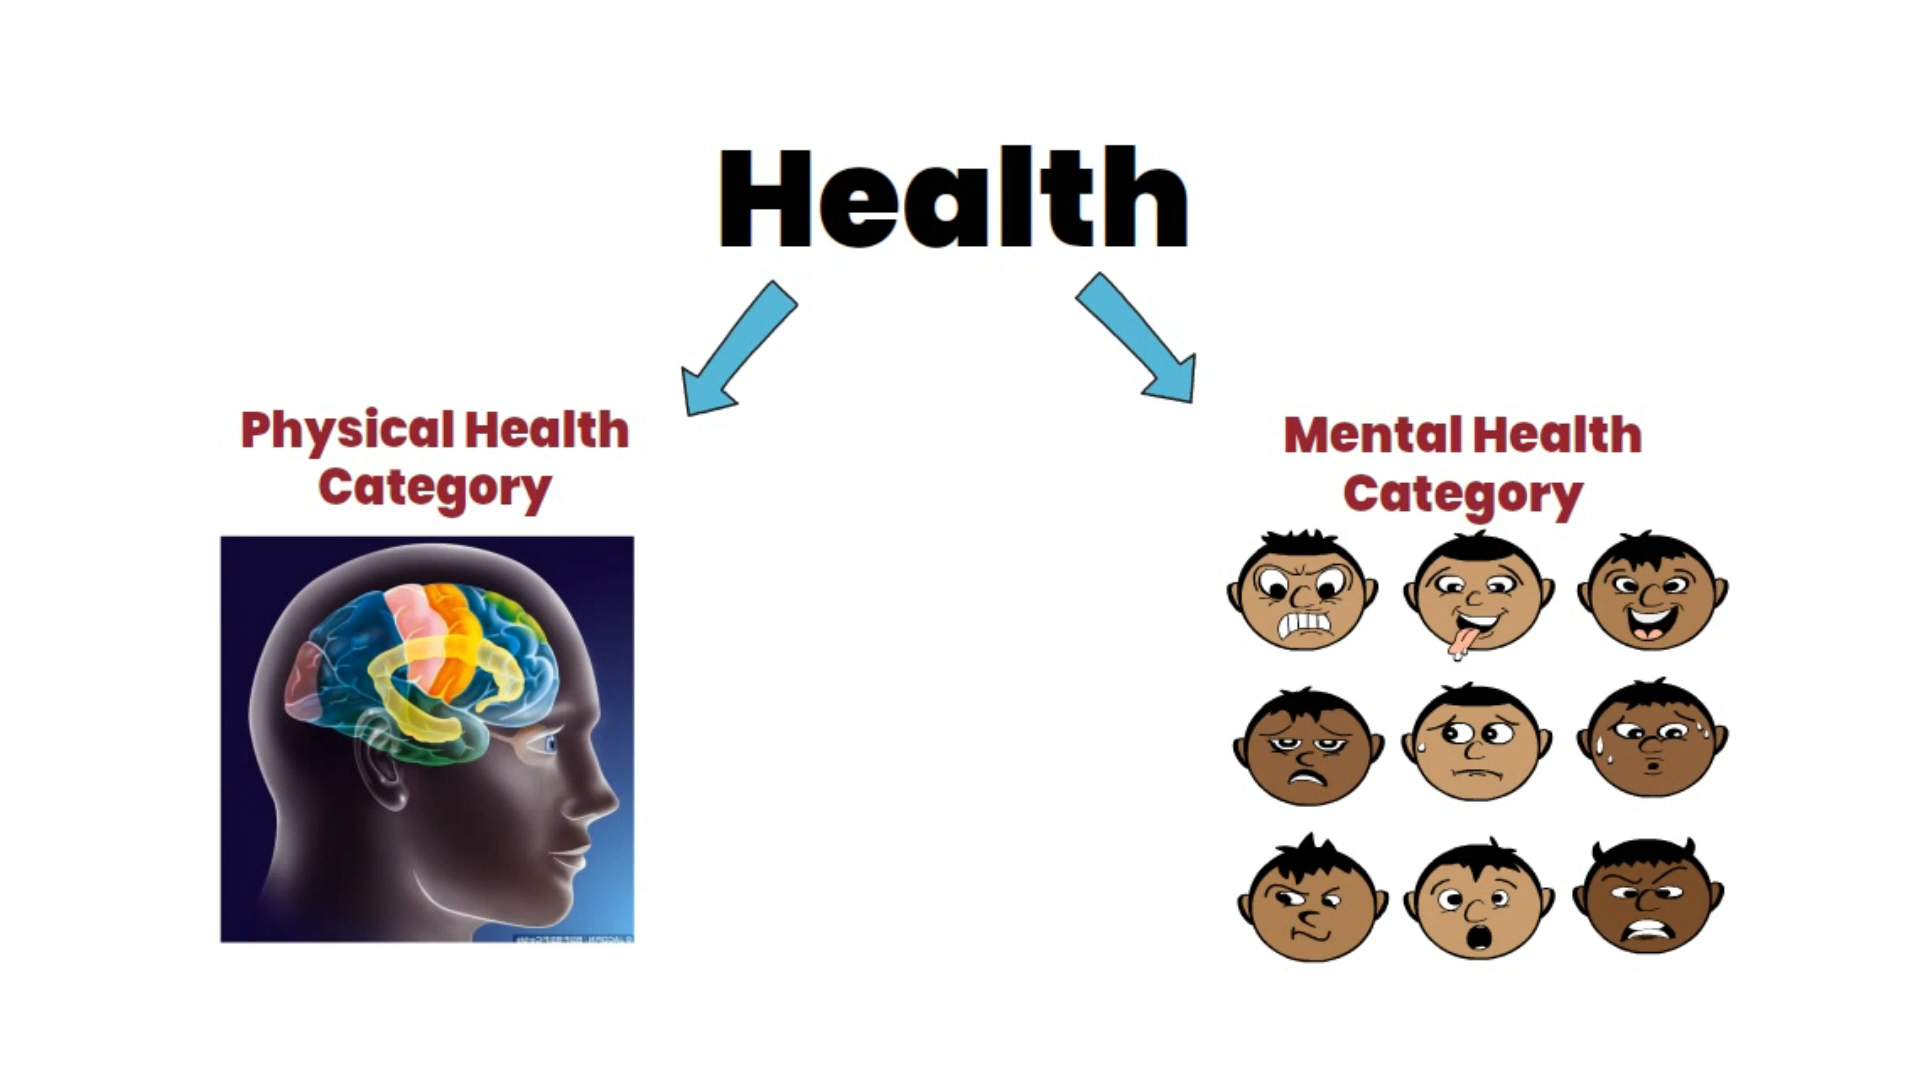 Health
Physical Health
Category
Mental Health
Category